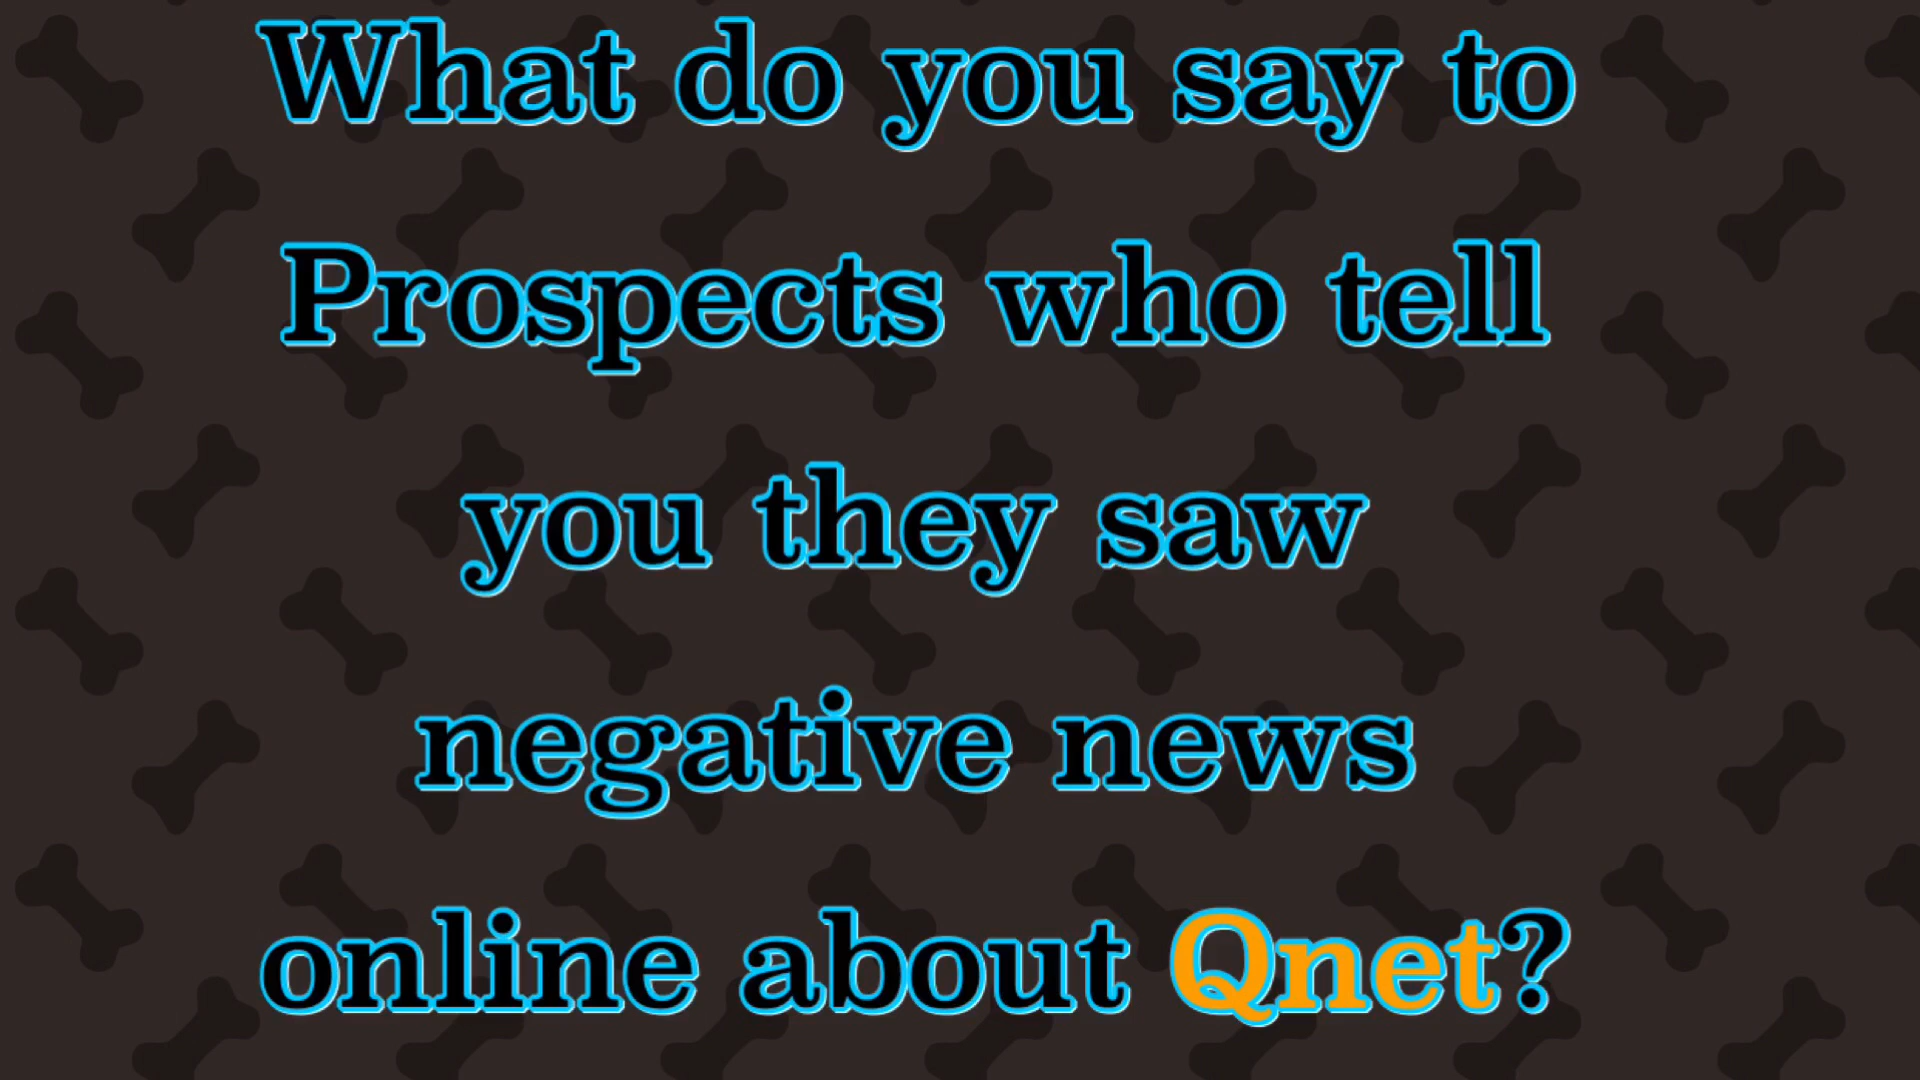 What do you say to
Prospects who tell
you they saw
negative news
online about Qnet?